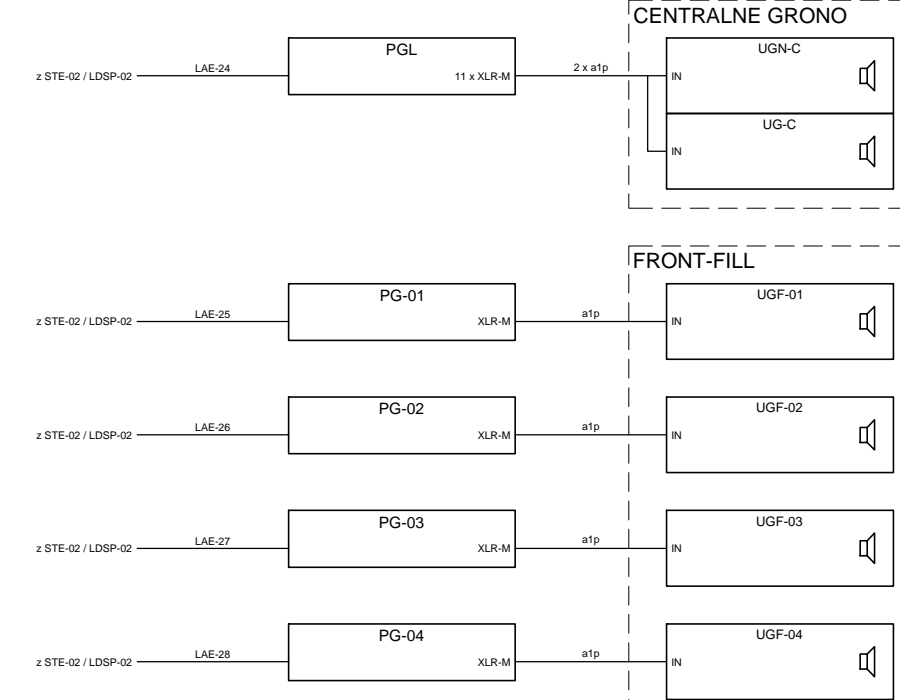 CENTRALNE GRONO
PGL
UGN-C
z STE-02 / LDSP-02
LAE-24
11 x XLR-M
2 x a1p
IN
UG-C
IN
FRONT-FILL
PG-01
UGF-01
z STE-02 / LDSP-02
LAE-25
XLR-M
a1p
IN
PG-02
UGF-02
z STE-02 / LDSP-02
LAE-26
XLR-M
a1p
IN
PG-03
UGF-03
z STE-02 / LDSP-02
LAE-27
XLR-M
a1p
IN
PG-04
UGF-04
z STE-02 / LDSP-02
LAE-28
XLR-M
a1p
IN